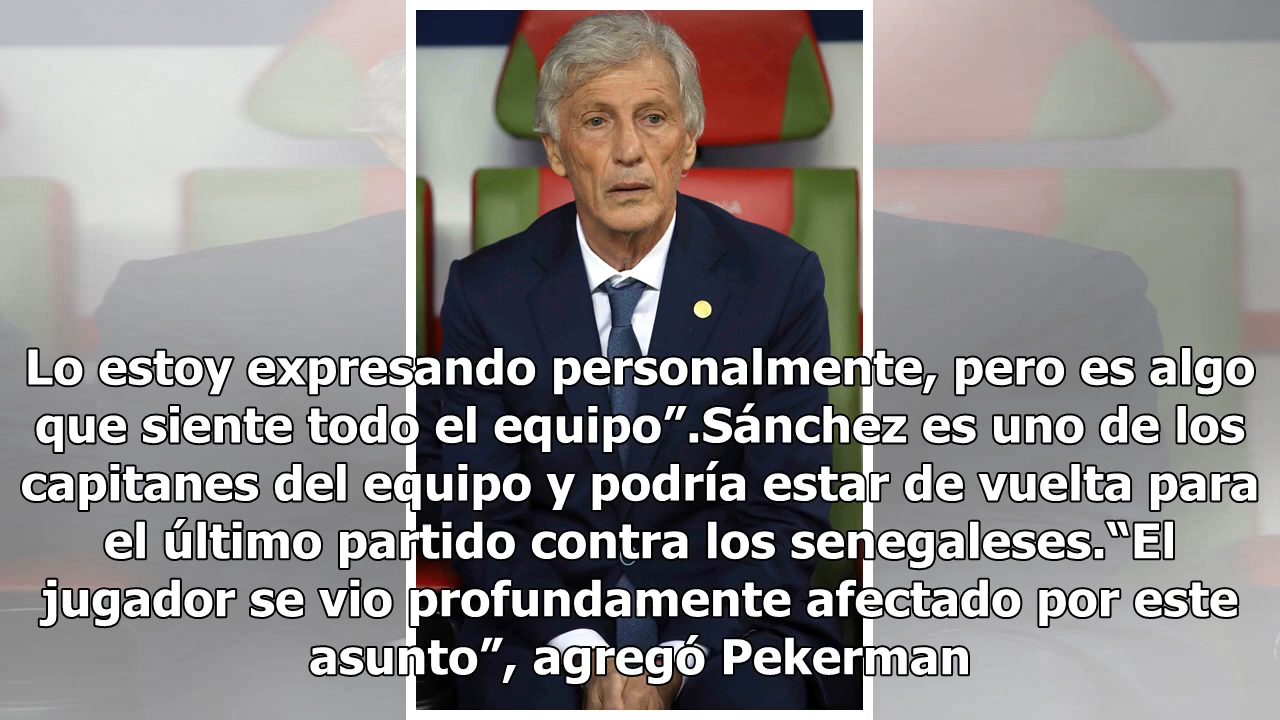 Lo estoy expresando personalmente, pero es algo
que siente todo el equipo”.Sánchez es uno de los
capitanes del equipo y podría estar de vuelta para
el último partido contra los senegaleses.“El
jugador se vio profundamente afectado por este
asunto”, agregó Pekerman